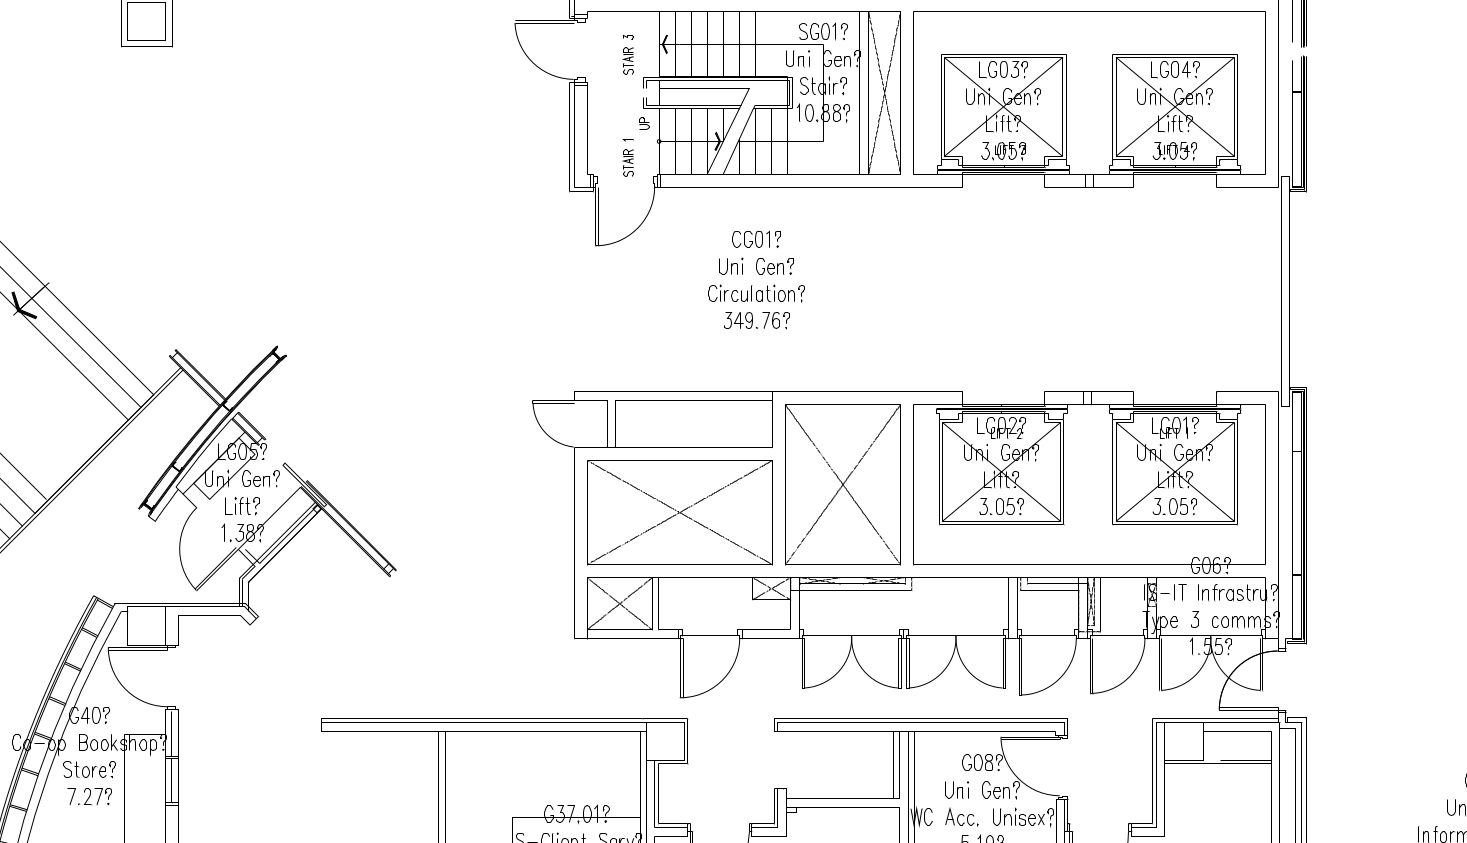 STAIR 3
STAIR 1
UP
SG01?
Uni Gen?
Stair?
10.88?
LG03?
Uni Gen?
Lift?
3.05?
LG04?
Uni Gen?
Lift?
3.05?
CG01?
Uni Gen?
Circulation?
349.76?
LG05?
Uni Gen?
Lift?
1.38?
LG02?
LIFT 2
Uni Gen?
Lift?
3.05?
LG01?
LIFT 1
Uni Gen?
Lift?
3.05?
G06?
IS-IT Infrastru?
Type 3 comms?
1.55?
G40?
Co-op Bookshop?
Store?
7.27?
G37,01?
S-Client Serv?
G08?
Uni Gen?
WC Acc. Unisex?
5.19?
Un
Inform